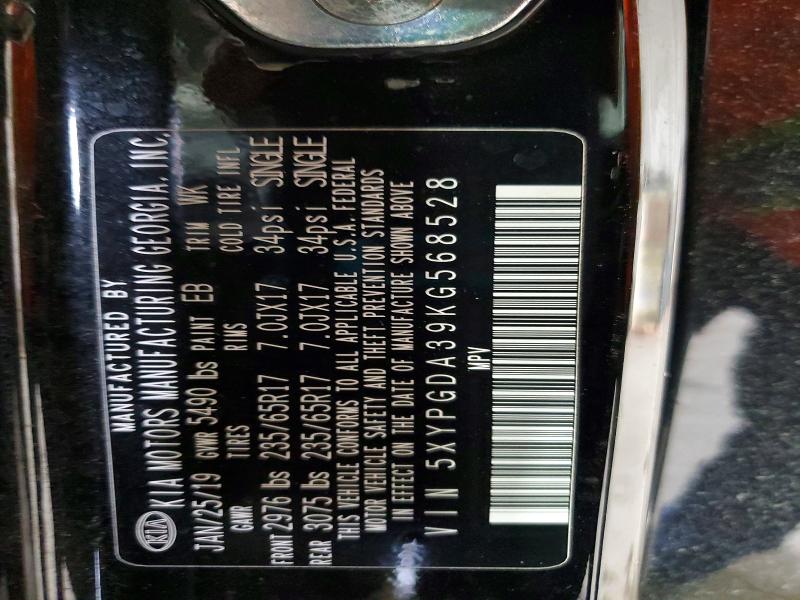 MANUFACTURED BY
KIA KIA MOTORS MANUFACTURING GEORGIA, INC.
JAN/25/19 GVWR 5490 lbs PAINT EB TRIM WK
GAWR TIRES RIMS COLD TIRE INFL
FRONT 2976 lbs 235/65R17 7.0JX17 34psi SINGLE
REAR 3075 lbs 235/65R17 7.0JX17 34psi SINGLE
THIS VEHICLE CONFORMS TO ALL APPLICABLE U.S.A. FEDERAL
MOTOR VEHICLE SAFETY AND THEFT PREVENTION STANDARDS
IN EFFECT ON THE DATE OF MANUFACTURE SHOWN ABOVE
VIN 5XYPGDA39KG568528
MPV